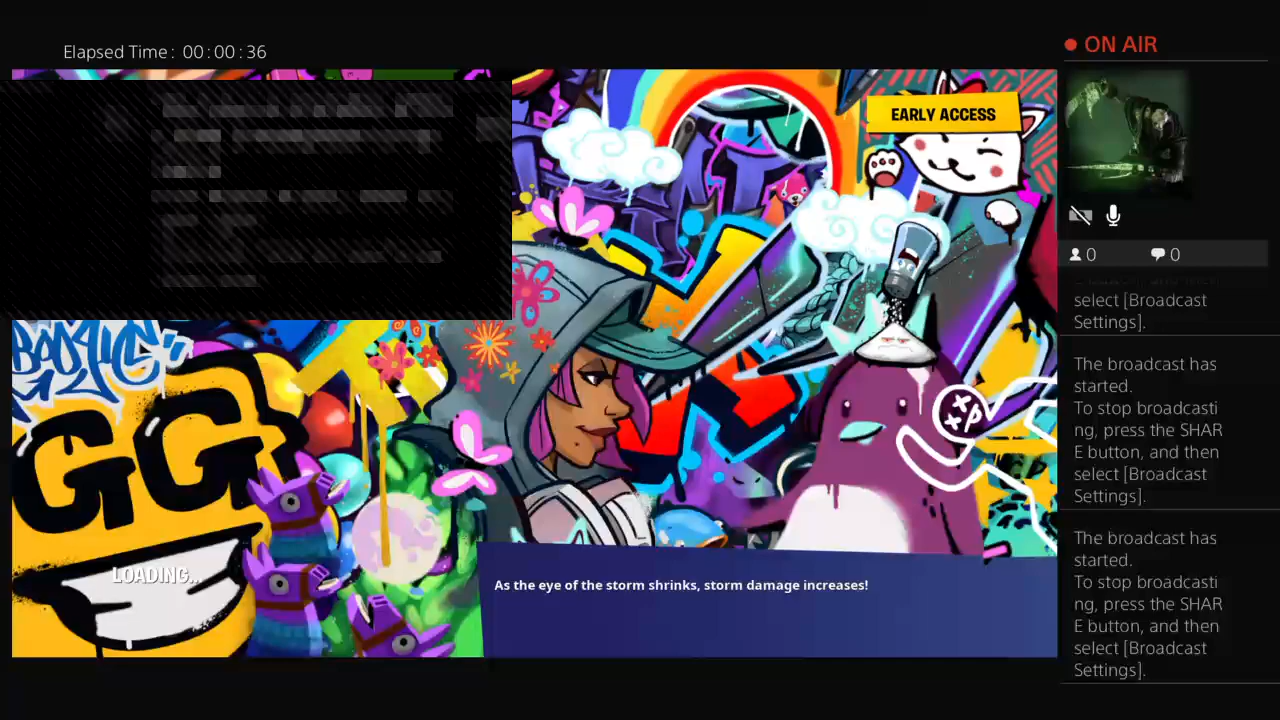 Elapsed Time: 00:00:36
ON AIR
EARLY ACCESS
0 0
select [Broadcast
Settings].
The broadcast has
started.
To stop broadcasti
ng, press the SHAR
E button, and then
select [Broadcast
Settings].
The broadcast has
started.
To stop broadcasti
ng, press the SHAR
E button, and then
select [Broadcast
Settings].
BOOGIE
GG
LOADING..
As the eye of the storm shrinks, storm damage increases!